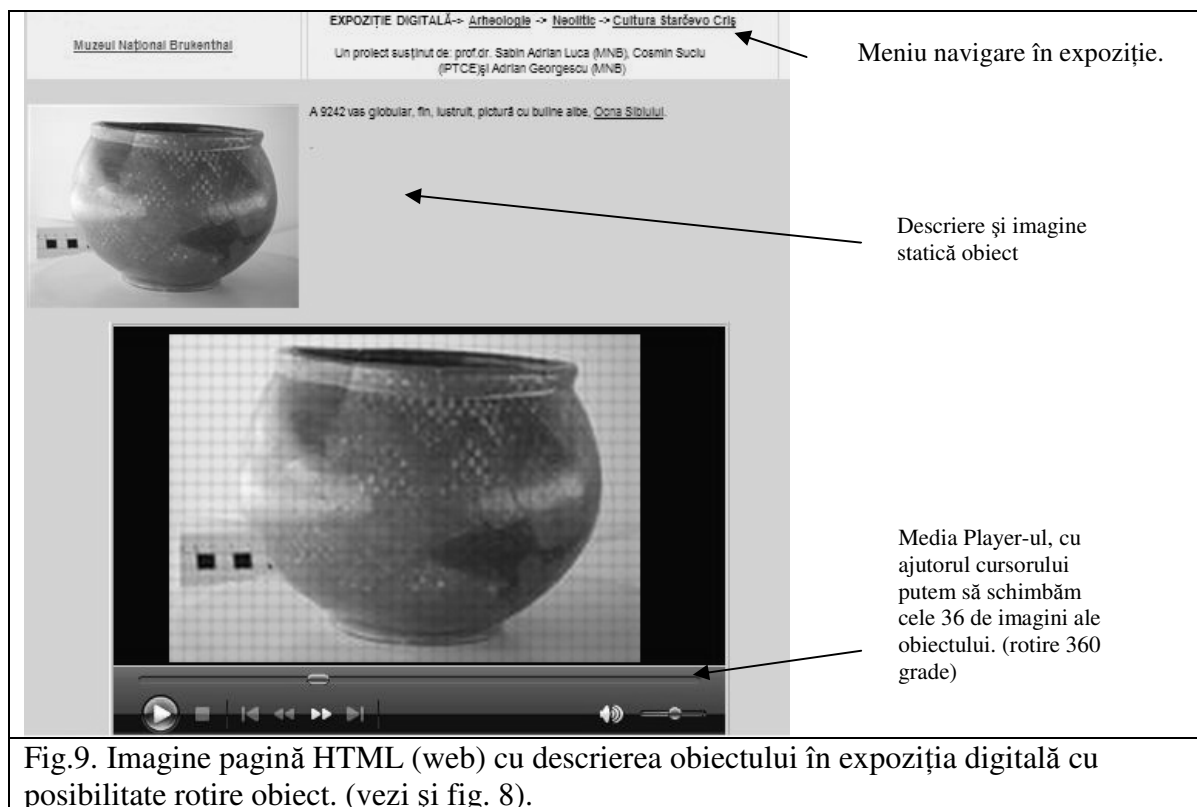 EXPOZIȚIE DIGITALĂ-> Arheologie -> Neolitic -> Cultura Starčevo Criș
Muzeul Național Brukenthal
Un proiect susținut de: prof.dr. Sabin Adrian Luca (MNB), Cosmin Suciu
(IPTCE)și Adrian Georgescu (MNB)
Meniu navigare în expoziție.
A 9242 vas globular, fin, lustruit, pictură cu buline albe, Ocna Sibiului.
Descriere şi imagine
statică obiect
Media Player-ul, cu
ajutorul cursorului
putem să schimbăm
cele 36 de imagini ale
obiectului. (rotire 360
grade)
Fig.9. Imagine pagină HTML (web) cu descrierea obiectului în expoziția digitală cu
posibilitate rotire obiect. (vezi şi fig. 8).